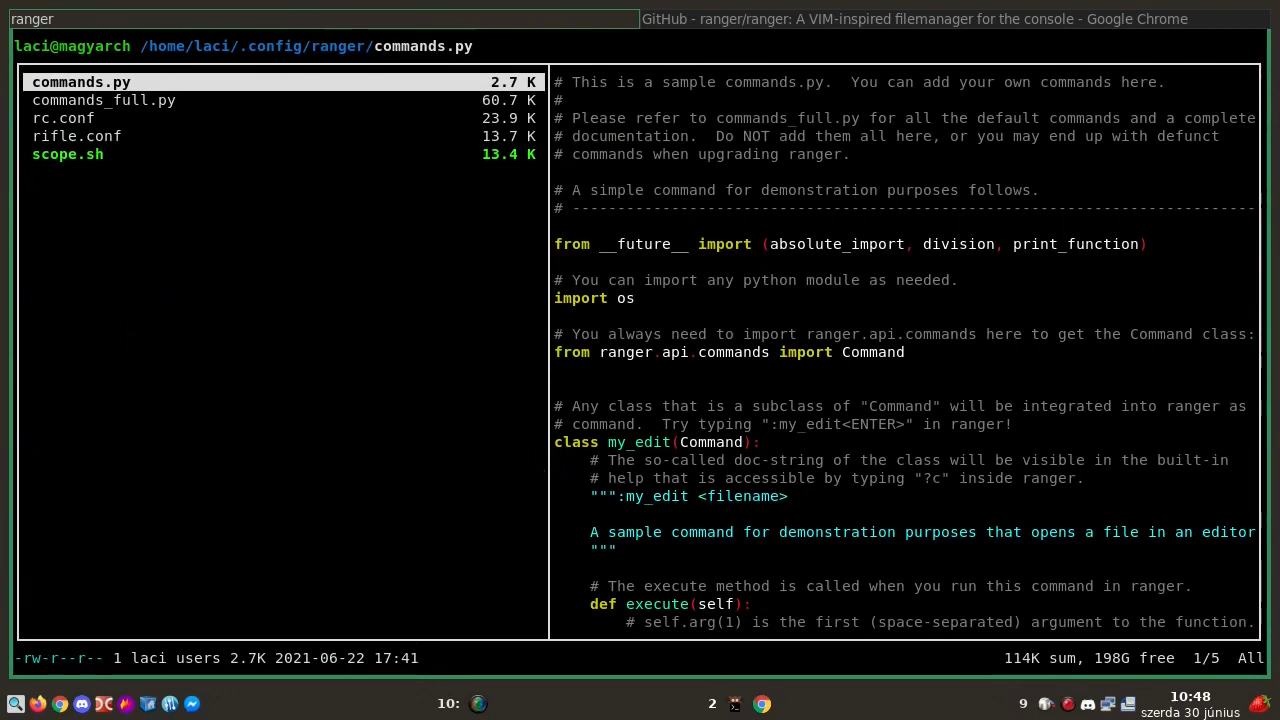 ranger
GitHub - ranger/ranger: A VIM-inspired filemanager for the console - Google Chrome
laci@magyarch /home/laci/.config/ranger/commands.py
commands.py 2.7 K
commands_full.py 60.7 K
rc.conf 23.9 K
rifle.conf 13.7 K
scope.sh 13.4 K
# This is a sample commands.py.  You can add your own commands here.
#
# Please refer to commands_full.py for all the default commands and a complete
# documentation.  Do NOT add them all here, or you may end up with defunct
# commands when upgrading ranger.
# A simple command for demonstration purposes follows.
# ----------------------------------------------------------------------------
from __future__ import (absolute_import, division, print_function)
# You can import any python module as needed.
import os
# You always need to import ranger.api.commands here to get the Command class:
from ranger.api.commands import Command
# Any class that is a subclass of "Command" will be integrated into ranger as
# command.  Try typing ":my_edit<ENTER>" in ranger!
class my_edit(Command):
# The so-called doc-string of the class will be visible in the built-in
# help that is accessible by typing "?c" inside ranger.
""":my_edit <filename>
A sample command for demonstration purposes that opens a file in an editor
"""
# The execute method is called when you run this command in ranger.
def execute(self):
# self.arg(1) is the first (space-separated) argument to the function.
-rw-r--r-- 1 laci users 2.7K 2021-06-22 17:41
114K sum, 198G free  1/5  All
10:
2
9
10:48
szerda 30 június